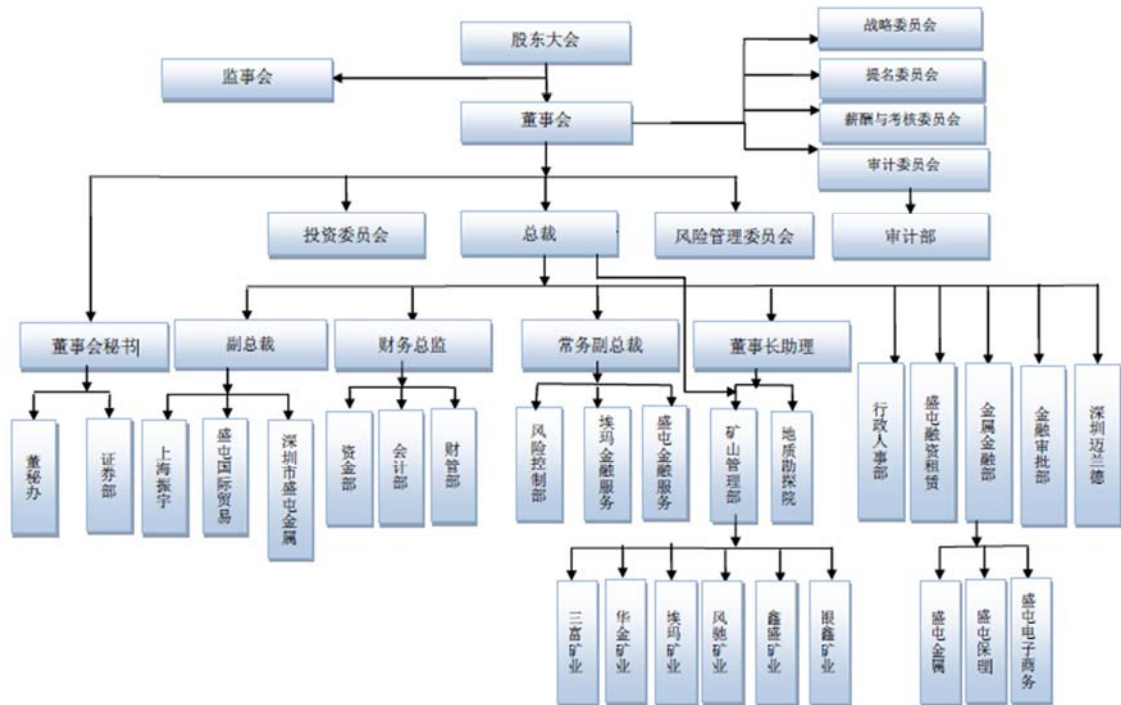 股东大会
战略委员会
监事会
提名委员会
董事会
薪酬与考核委员会
审计委员会
投资委员会
总裁
风险管理委员会
审计部
董事会秘书
副总裁
财务总监
常务副总裁
董事长助理
董秘办
证券部
上海振宇
盛屯国际贸易
深圳市盛屯金属
资金部
会计部
财管部
风险控制部
埃玛金融服务
盛屯金融服务
矿山管理部
地质勘探院
行政人事部
盛屯融资租赁
金属金融部
金融审批部
深圳迈兰德
三富矿业
华金矿业
埃玛矿业
风驰矿业
鑫盛矿业
银鑫矿业
盛屯金属
盛屯保理
盛屯电子商务